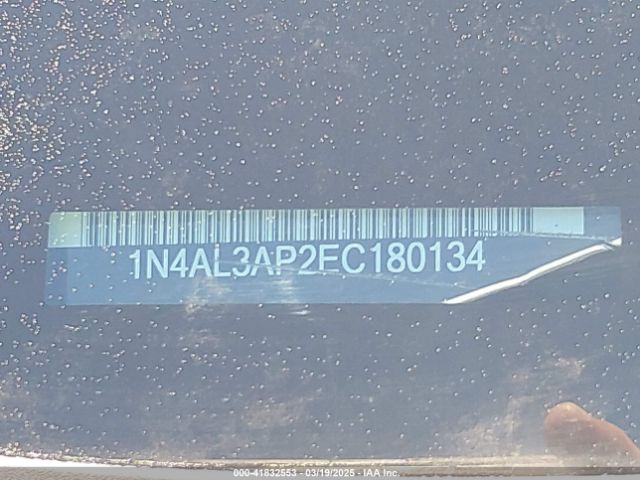 1N4AL3AP2EC180134
000-41832553 - 03/19/2025 - IAA Inc.